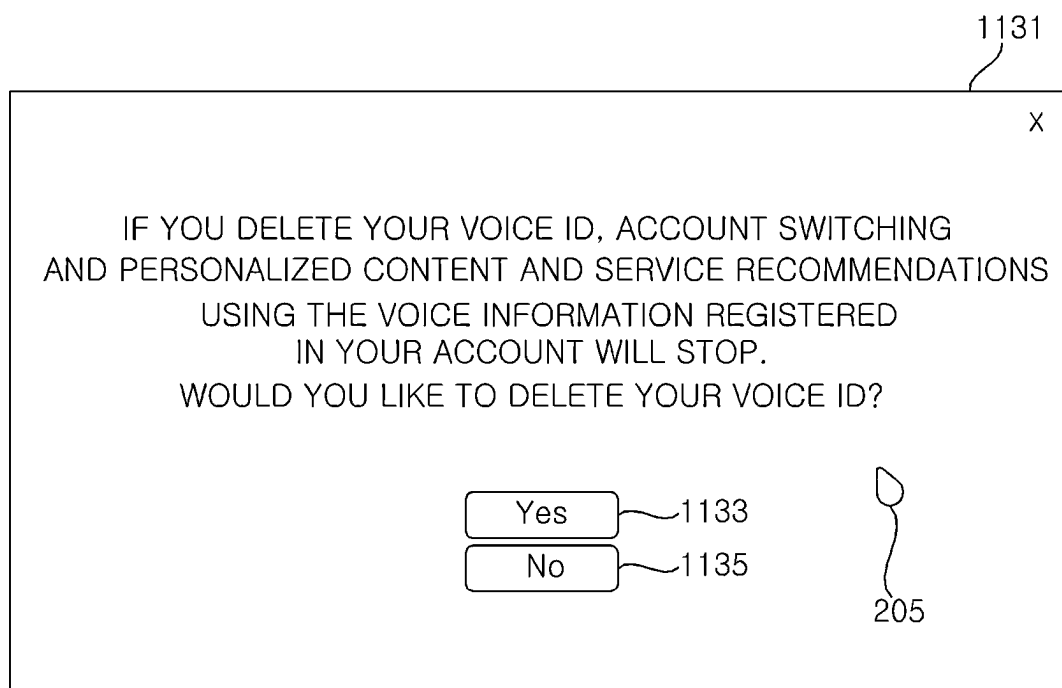 1131
X
IF YOU DELETE YOUR VOICE ID, ACCOUNT SWITCHING
AND PERSONALIZED CONTENT AND SERVICE RECOMMENDATIONS
USING THE VOICE INFORMATION REGISTERED
IN YOUR ACCOUNT WILL STOP.
WOULD YOU LIKE TO DELETE YOUR VOICE ID?
Yes 1133
No 1135
205